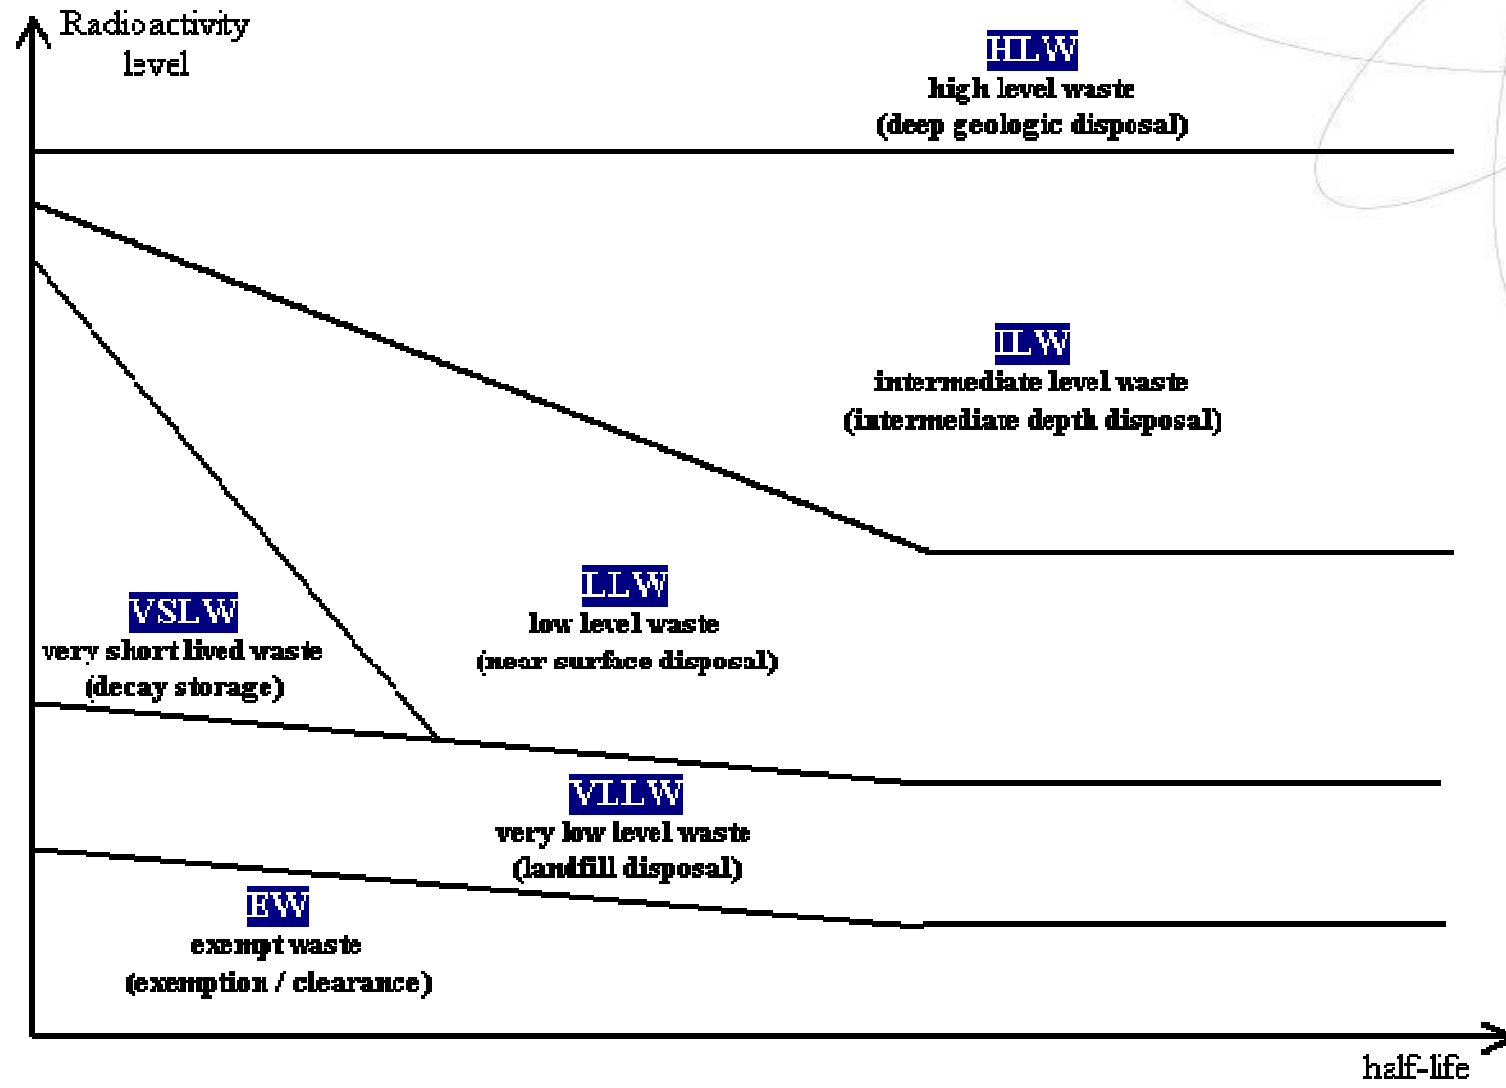 Radioactivity
level
HLW
high level waste
(deep geologic disposal)
ILW
intermediate level waste
(intermediate depth disposal)
LLW
low level waste
(near surface disposal)
VSLW
very short lived waste
(decay storage)
VLLW
very low level waste
(landfill disposal)
EW
exempt waste
(exemption / clearance)
half-life